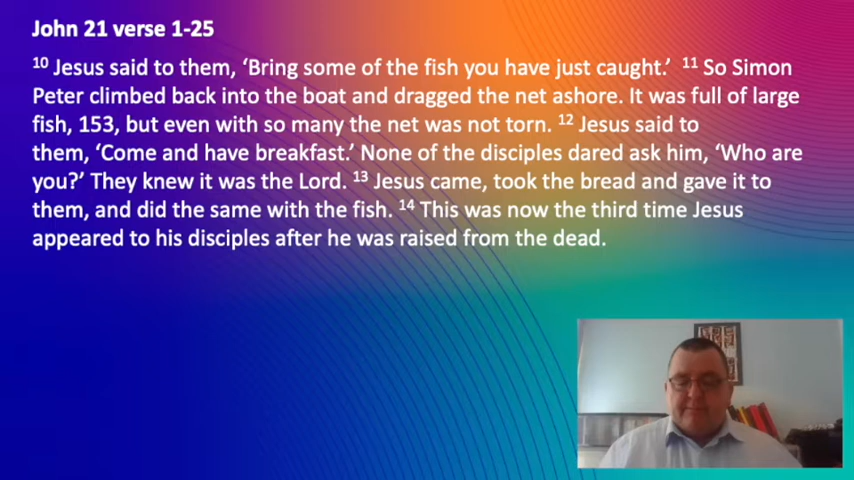 John 21 verse 1-25
10 Jesus said to them, ‘Bring some of the fish you have just caught.’ 11 So Simon
Peter climbed back into the boat and dragged the net ashore. It was full of large
fish, 153, but even with so many the net was not torn. 12 Jesus said to
them, ‘Come and have breakfast.’ None of the disciples dared ask him, ‘Who are
you?’ They knew it was the Lord. 13 Jesus came, took the bread and gave it to
them, and did the same with the fish. 14 This was now the third time Jesus
appeared to his disciples after he was raised from the dead.